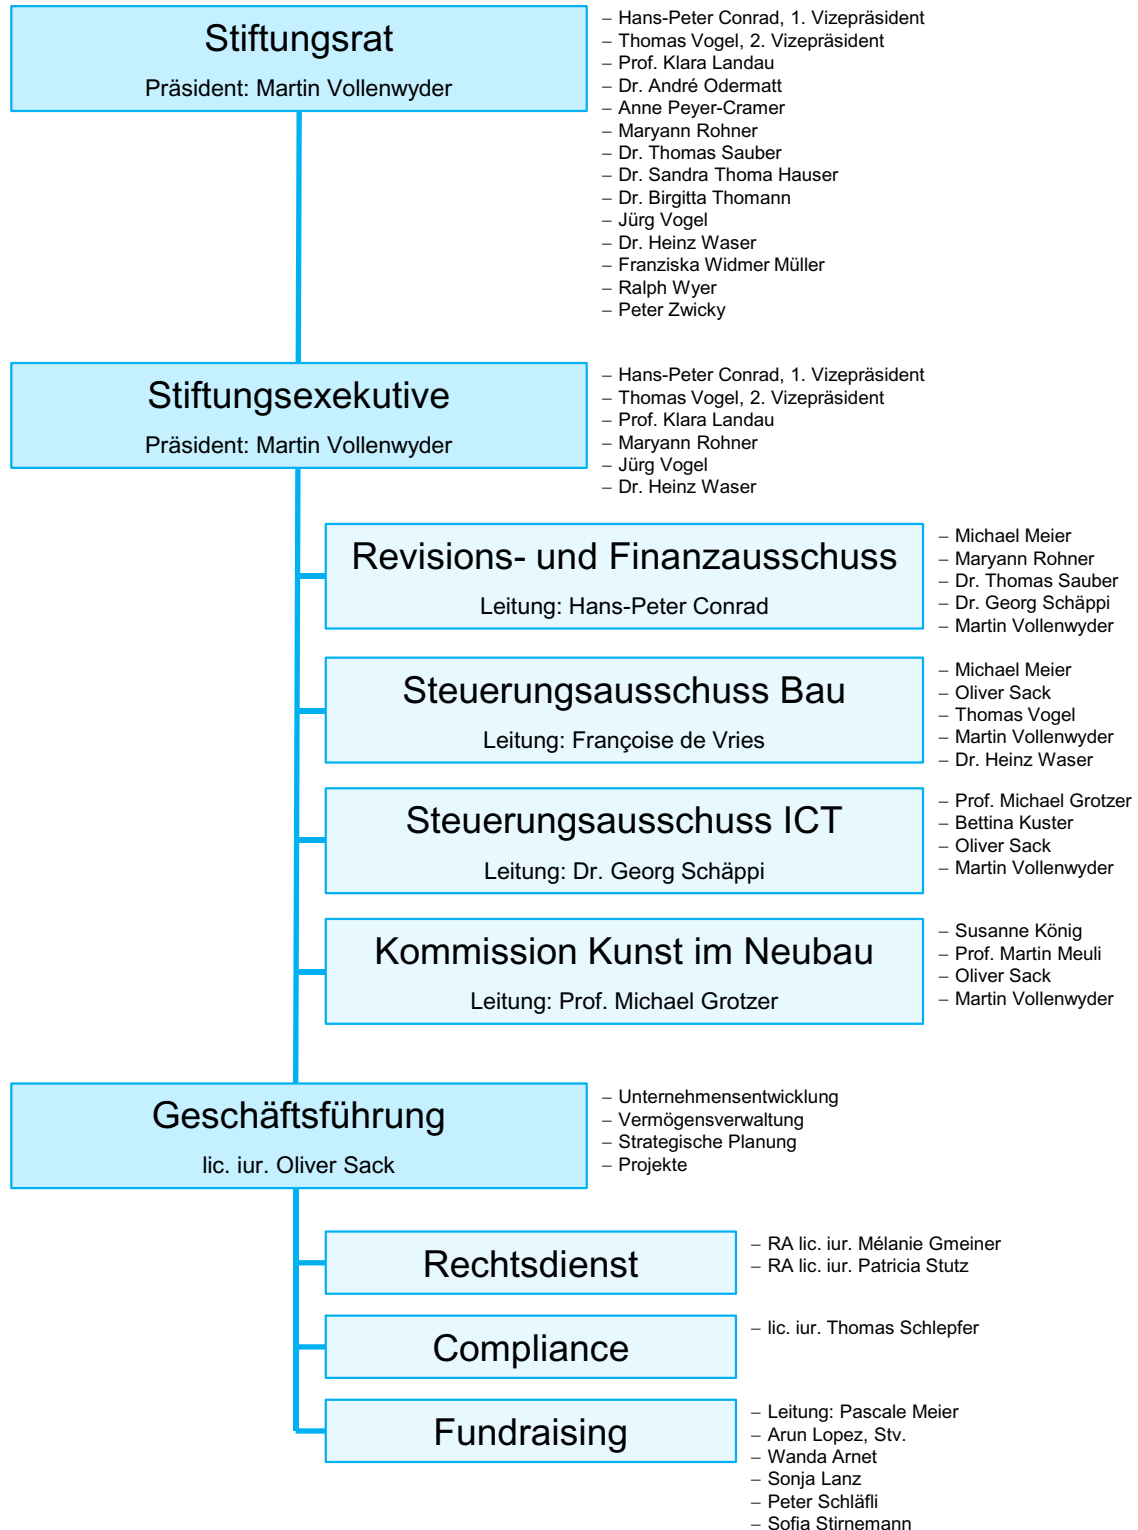 Stiftungsrat
Präsident: Martin Vollenwyder
– Hans-Peter Conrad, 1. Vizepräsident
– Thomas Vogel, 2. Vizepräsident
– Prof. Klara Landau
– Dr. André Odermatt
– Anne Peyer-Cramer
– Maryann Rohner
– Dr. Thomas Sauber
– Dr. Sandra Thoma Hauser
– Dr. Birgitta Thomann
– Jürg Vogel
– Dr. Heinz Waser
– Franziska Widmer Müller
– Ralph Wyer
– Peter Zwicky
Stiftungsexekutive
Präsident: Martin Vollenwyder
– Hans-Peter Conrad, 1. Vizepräsident
– Thomas Vogel, 2. Vizepräsident
– Prof. Klara Landau
– Maryann Rohner
– Jürg Vogel
– Dr. Heinz Waser
Revisions- und Finanzausschuss
Leitung: Hans-Peter Conrad
– Michael Meier
– Maryann Rohner
– Dr. Thomas Sauber
– Dr. Georg Schäppi
– Martin Vollenwyder
Steuerungsausschuss Bau
Leitung: Françoise de Vries
– Michael Meier
– Oliver Sack
– Thomas Vogel
– Martin Vollenwyder
– Dr. Heinz Waser
Steuerungsausschuss ICT
Leitung: Dr. Georg Schäppi
– Prof. Michael Grotzer
– Bettina Kuster
– Oliver Sack
– Martin Vollenwyder
Kommission Kunst im Neubau
Leitung: Prof. Michael Grotzer
– Susanne König
– Prof. Martin Meuli
– Oliver Sack
– Martin Vollenwyder
Geschäftsführung
lic. iur. Oliver Sack
– Unternehmensentwicklung
– Vermögensverwaltung
– Strategische Planung
– Projekte
Rechtsdienst
– RA lic. iur. Mélanie Gmeiner
– RA lic. iur. Patricia Stutz
Compliance
– lic. iur. Thomas Schlepfer
Fundraising
– Leitung: Pascale Meier
– Arun Lopez, Stv.
– Wanda Arnet
– Sonja Lanz
– Peter Schläfli
– Sofia Stirnemann